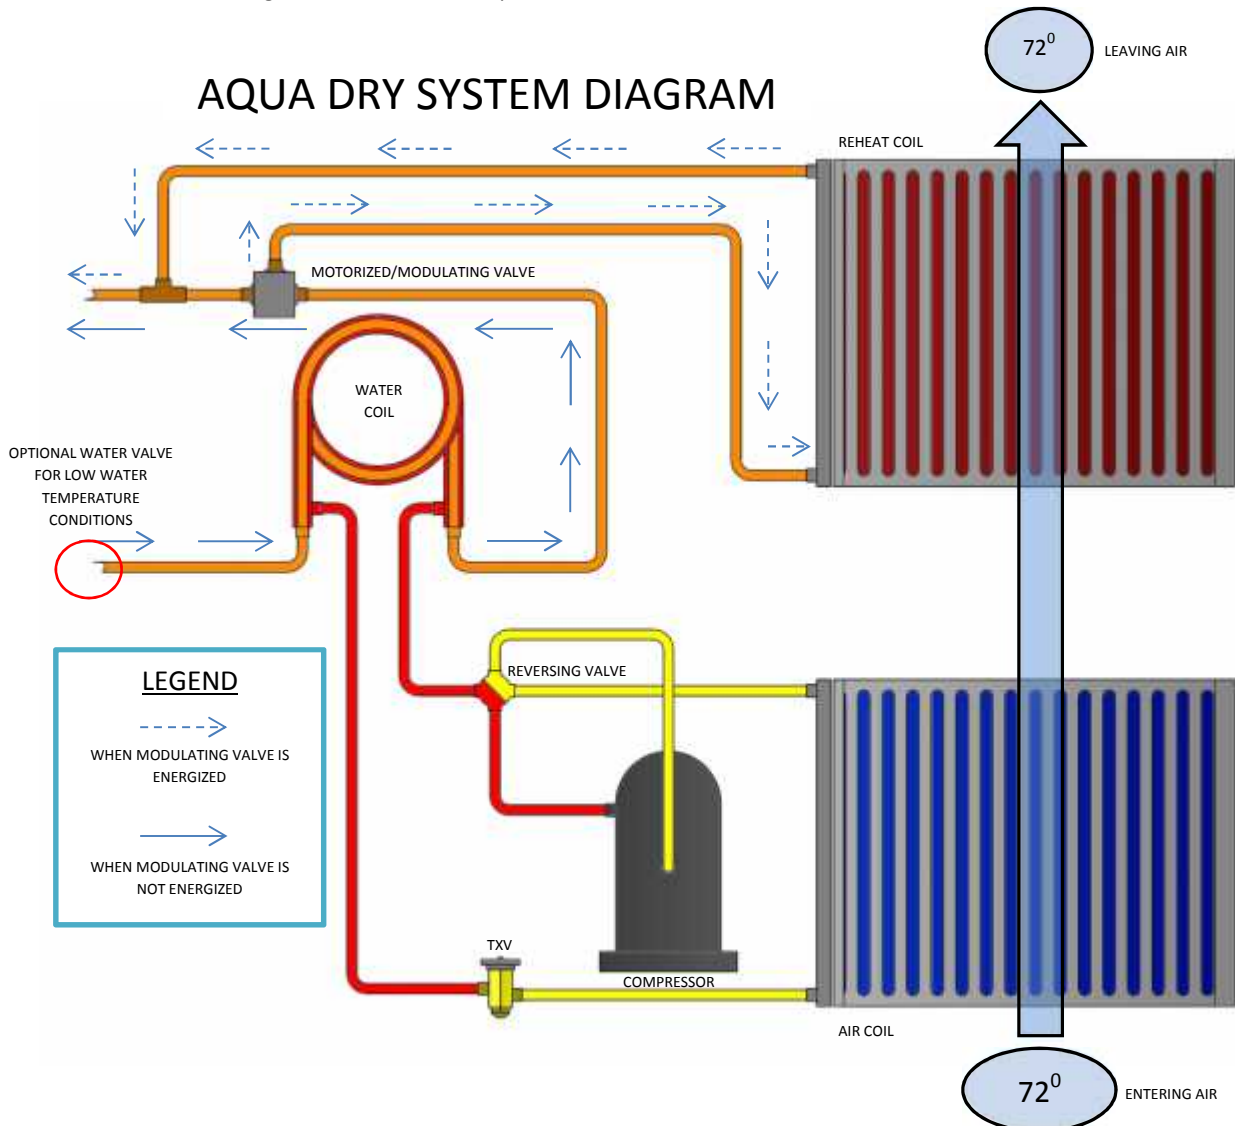 72⁰
LEAVING AIR
AQUA DRY SYSTEM DIAGRAM
REHEAT COIL
MOTORIZED/MODULATING VALVE
WATER
COIL
OPTIONAL WATER VALVE
FOR LOW WATER
TEMPERATURE
CONDITIONS
REVERSING VALVE
LEGEND
WHEN MODULATING VALVE IS
ENERGIZED
WHEN MODULATING VALVE IS
NOT ENERGIZED
TXV
COMPRESSOR
AIR COIL
72⁰
ENTERING AIR